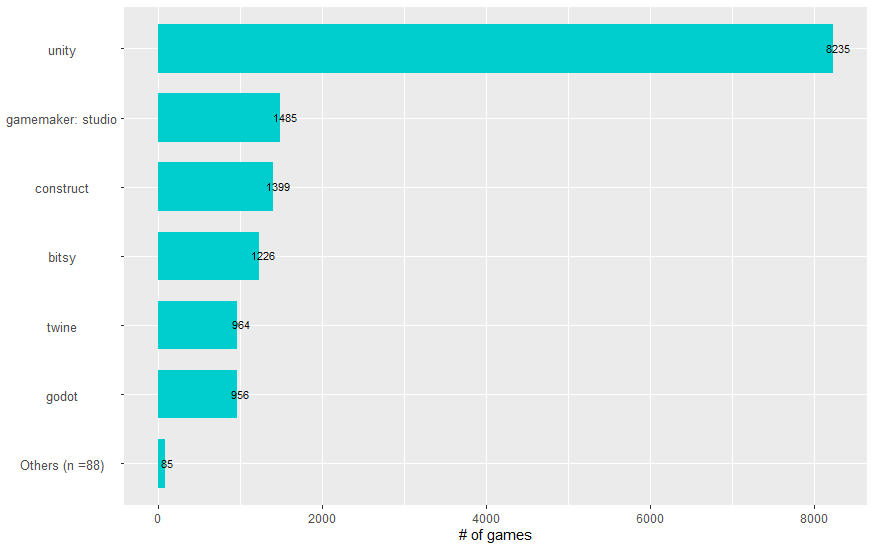 unity 8235
gamemaker: studio 1485
construct 1399
bitsy 1226
twine 964
godot 956
Others (n =88) 85
0 2000 4000 6000 8000
# of games